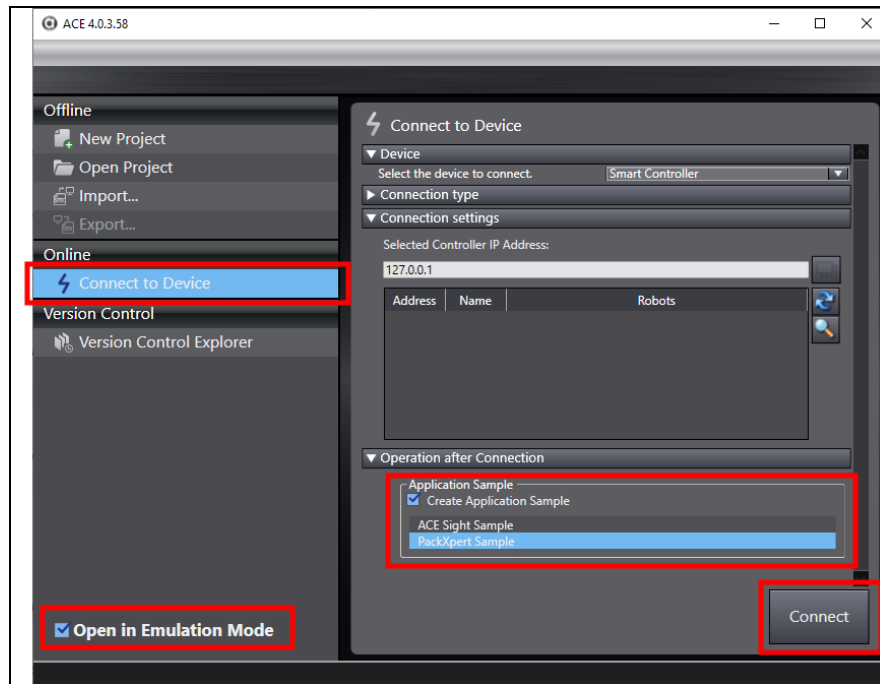 ACE 4.0.3.58
Offline
New Project
Open Project
Import...
Export...
Online
Connect to Device
Version Control
Version Control Explorer
Open in Emulation Mode
Connect to Device
Device
Select the device to connect. Smart Controller
Connection type
Connection settings
Selected Controller IP Address:
127.0.0.1
Address Name Robots
Operation after Connection
Application Sample
Create Application Sample
ACE Sight Sample
PackXpert Sample
Connect